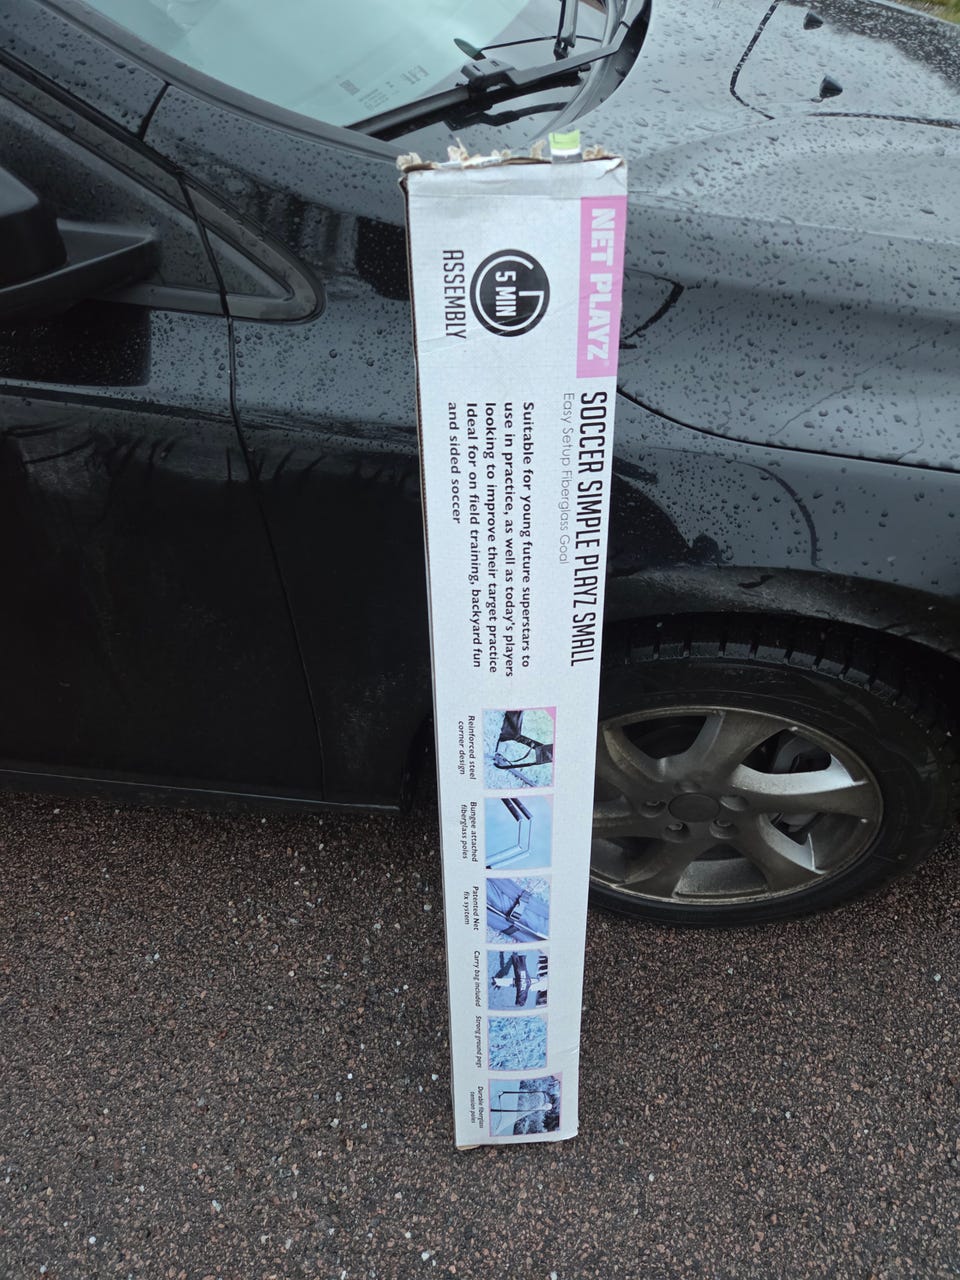 NET PLAYZ
SOCCER SIMPLE PLAYZ SMALL
Easy Setup Fiberglass Goal
5 MIN
ASSEMBLY
Suitable for young future superstars to
use in practice, as well as today's players
looking to improve their target practice
Ideal for on field training, backyard fun
and sided soccer
Reinforced steel
corner design
Bungee attached
fiberglass poles
Patented Net
fix system
Carry bag included
Strong ground pegs
Durable fiberglass
tension poles